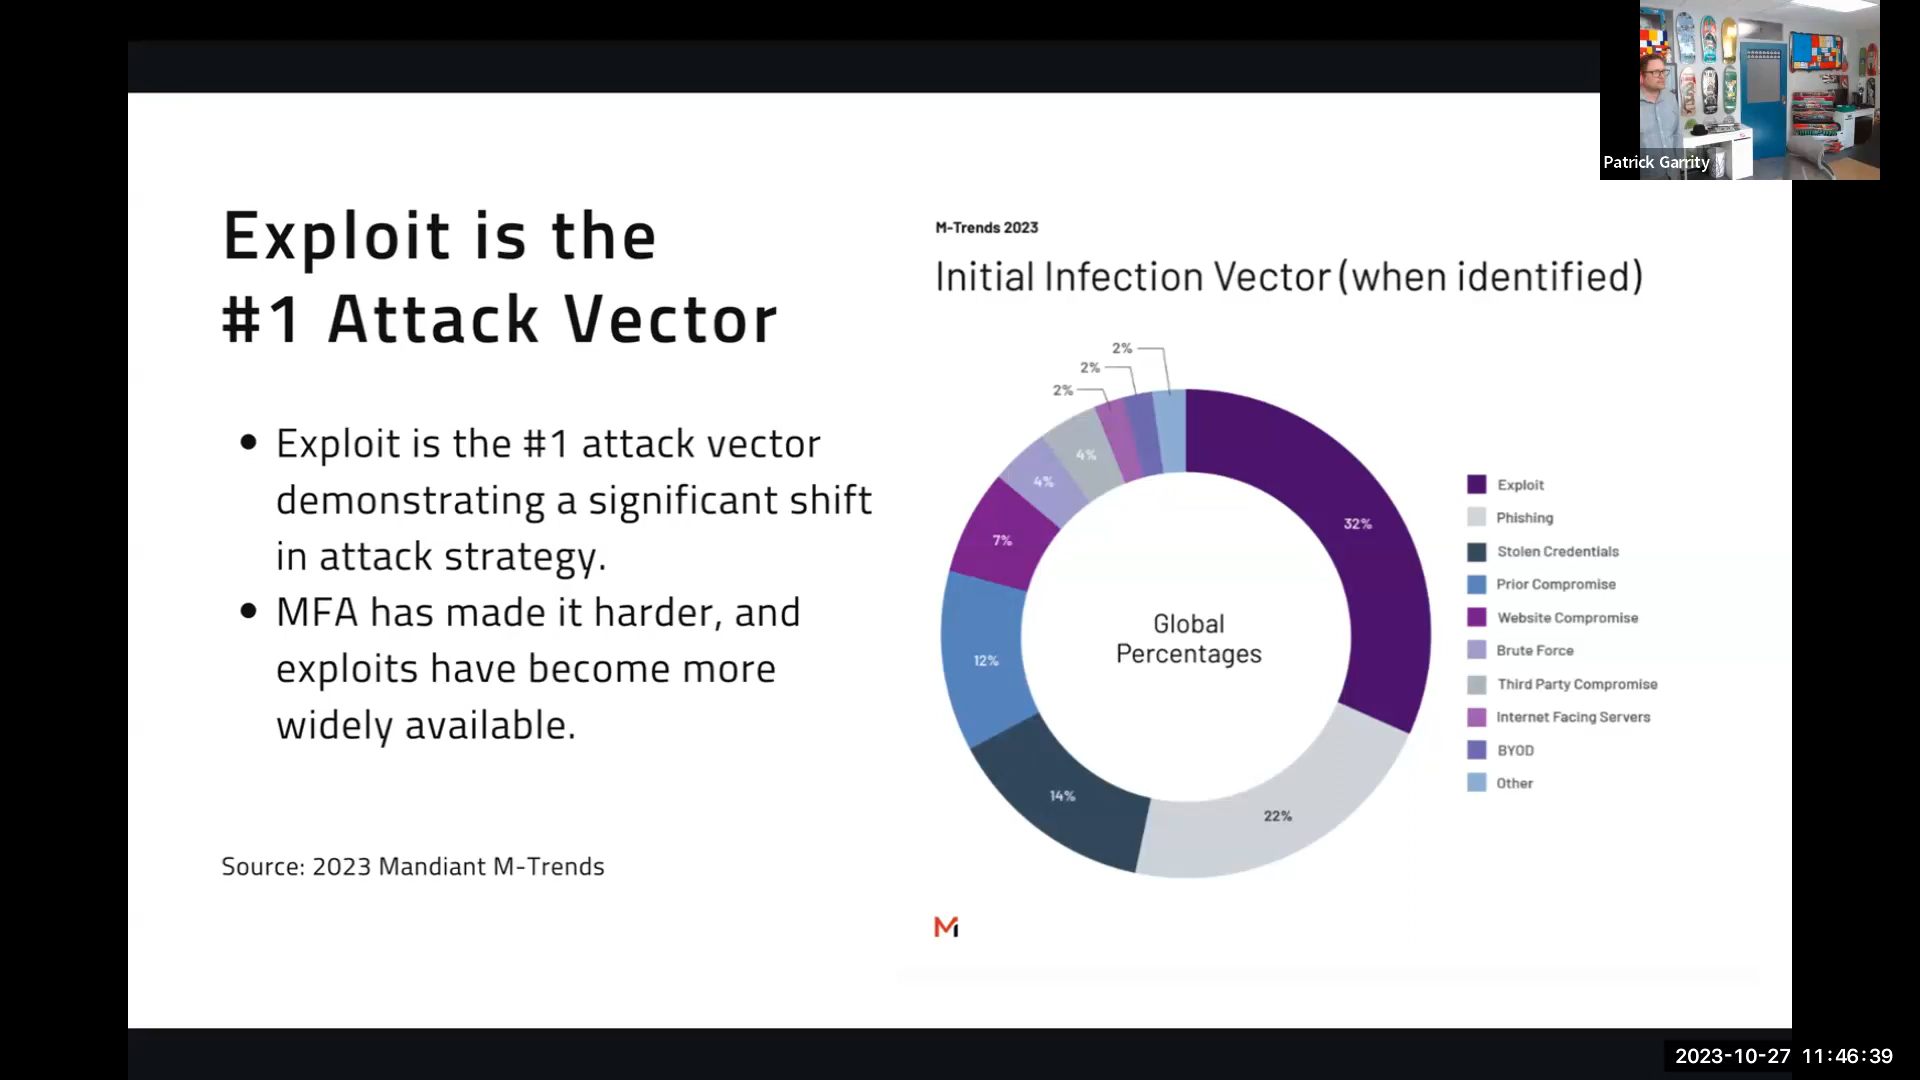 Patrick Garrity
Exploit is the
#1 Attack Vector
• Exploit is the #1 attack vector
demonstrating a significant shift
in attack strategy.
• MFA has made it harder, and
exploits have become more
widely available.
Source: 2023 Mandiant M-Trends
M-Trends 2023
Initial Infection Vector (when identified)
2%
2%
2%
4%
4%
7%
12%
14%
22%
32%
Global
Percentages
Exploit
Phishing
Stolen Credentials
Prior Compromise
Website Compromise
Brute Force
Third Party Compromise
Internet Facing Servers
BYOD
Other
2023-10-27 11:46:39